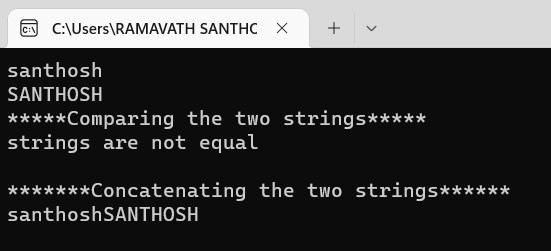 C:\Users\RAMAVATH SANTHC
santhosh
SANTHOSH
*****Comparing the two strings*****
strings are not equal
*******Concatenating the two strings******
santhoshSANTHOSH